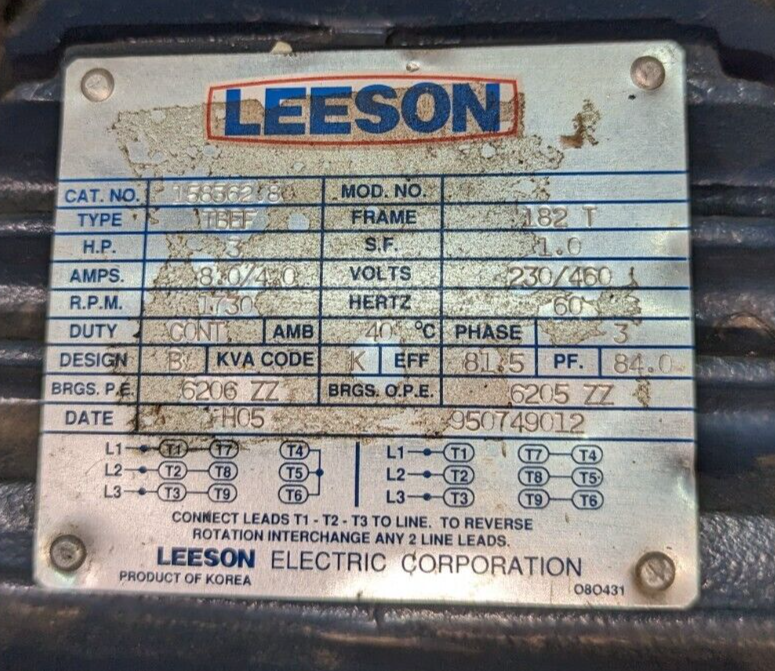 LEESON
CAT. NO. MOD. NO.
TYPE FRAME 182 T
H.P. 3 S.F. 1.0
AMPS. 8.0/4.0 VOLTS 230/460
R.P.M. 1730 HERTZ 60
DUTY CONT. AMB 40 °C PHASE 3
DESIGN B KVA CODE K EFF 81.5 PF. 84.0
BRGS. P.E. 6206 ZZ BRGS. O.P.E. 6205 ZZ
DATE H05 950749012
L1 T1 T7 T4 L1 T1 T7 T4
L2 T2 T8 T5 L2 T2 T8 T5
L3 T3 T9 T6 L3 T3 T9 T6
CONNECT LEADS T1 - T2 - T3 TO LINE. TO REVERSE
ROTATION INTERCHANGE ANY 2 LINE LEADS.
LEESON ELECTRIC CORPORATION
PRODUCT OF KOREA 080431